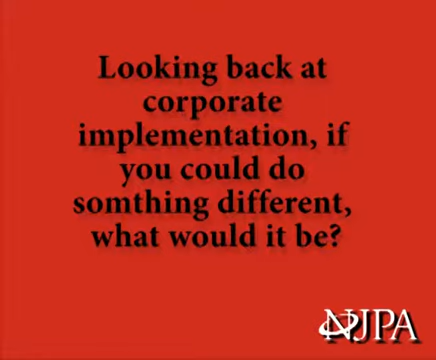 Looking back at
corporate
implementation, if
you could do
somthing different,
what would it be?
NJPA